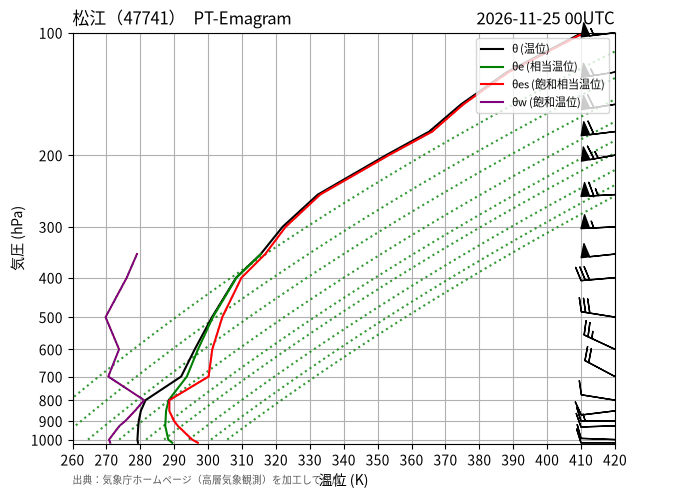 松江（47741） PT-Emagram
2026-11-25 00UTC
θ (温位)
θe (相当温位)
θes (飽和相当温位)
θw (飽和温位)
気圧 (hPa)
100
200
300
400
500
600
700
800
900
1000
260 270 280 290 300 310 320 330 340 350 360 370 380 390 400 410 420
温位 (K)
出典：気象庁ホームページ（高層気象観測）を加工して